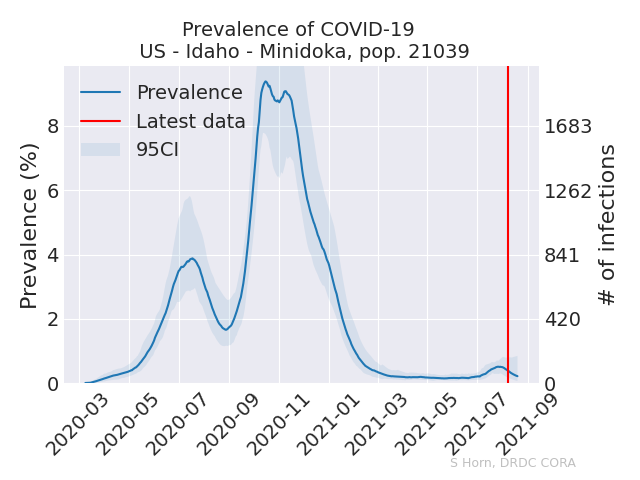 Prevalence of COVID-19
US - Idaho - Minidoka, pop. 21039
Prevalence
Latest data
95CI
Prevalence (%)
8
6
4
2
0
1683
1262
841
420
0
# of infections
2020-03
2020-05
2020-07
2020-09
2020-11
2021-01
2021-03
2021-05
2021-07
2021-09
S Horn, DRDC CORA